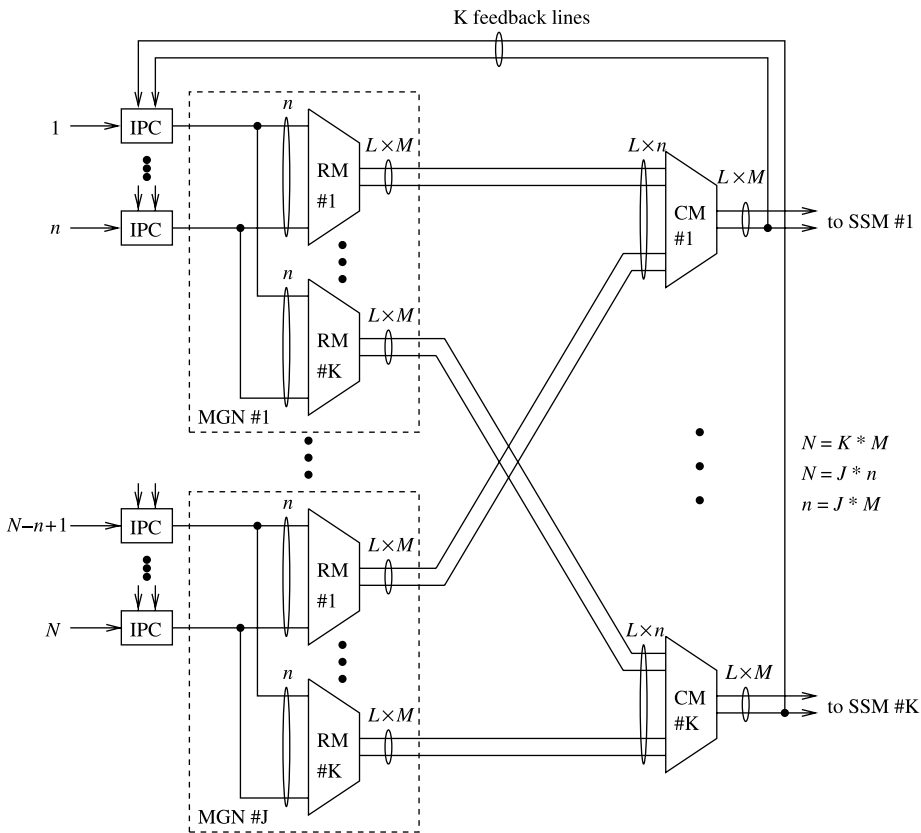 K feedback lines
1
IPC
n
IPC
n
RM
#1
L×M
n
RM
#K
L×M
MGN #1
L×n
CM
#1
L×M
to SSM #1
N = K * M
N = J * n
n = J * M
N−n+1
IPC
N
IPC
n
RM
#1
L×M
n
RM
#K
L×M
MGN #J
L×n
CM
#K
L×M
to SSM #K